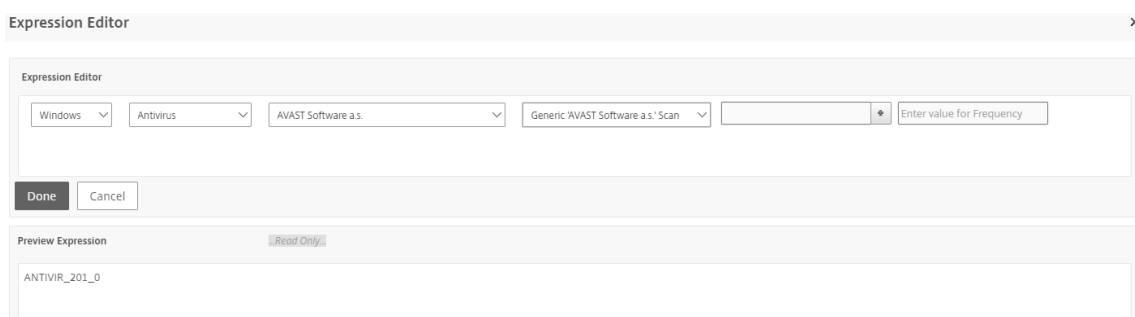 Expression Editor
Expression Editor
Windows Antivirus AVAST Software a.s. Generic 'AVAST Software a.s.' Scan Enter value for Frequency
Done Cancel
Preview Expression ...Read Only...
ANTIVIR_201_0